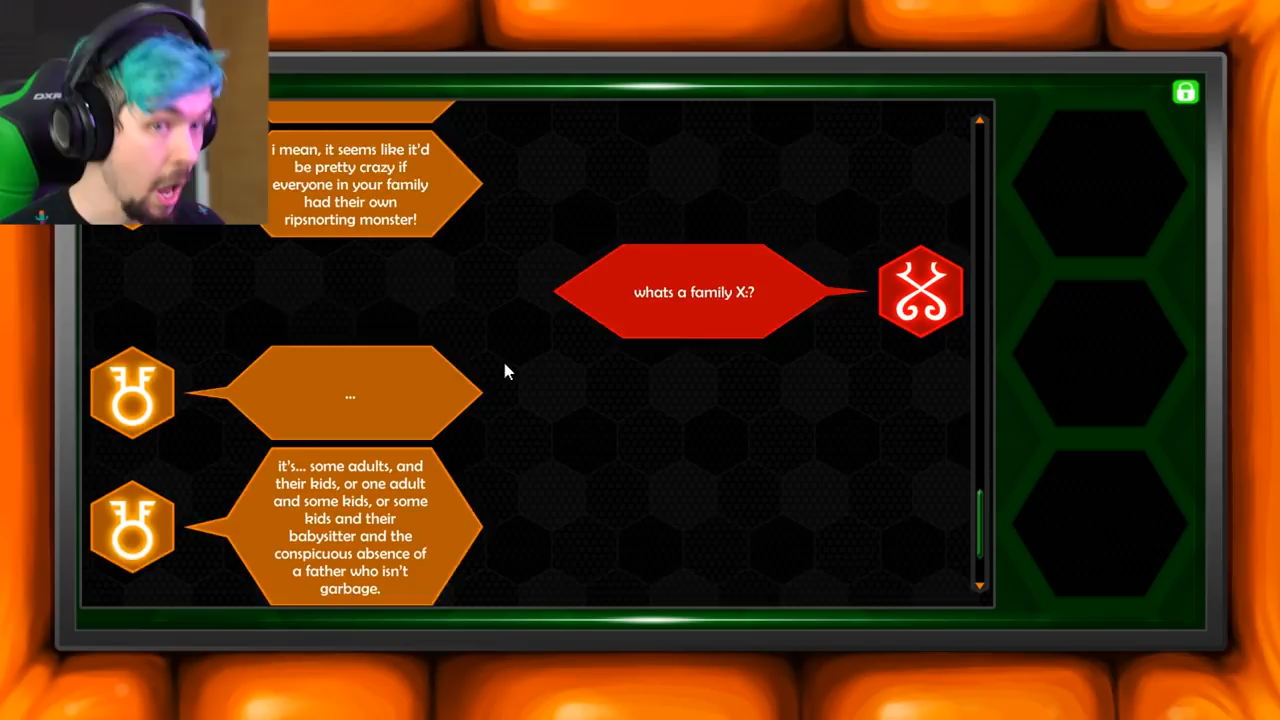 DXR
i mean, it seems like it'd
be pretty crazy if
everyone in your family
had their own
ripsnorting monster!
whats a family X:?
...
it's... some adults, and
their kids, or one adult
and some kids, or some
kids and their
babysitter and the
conspicuous absence of
a father who isn't
garbage.